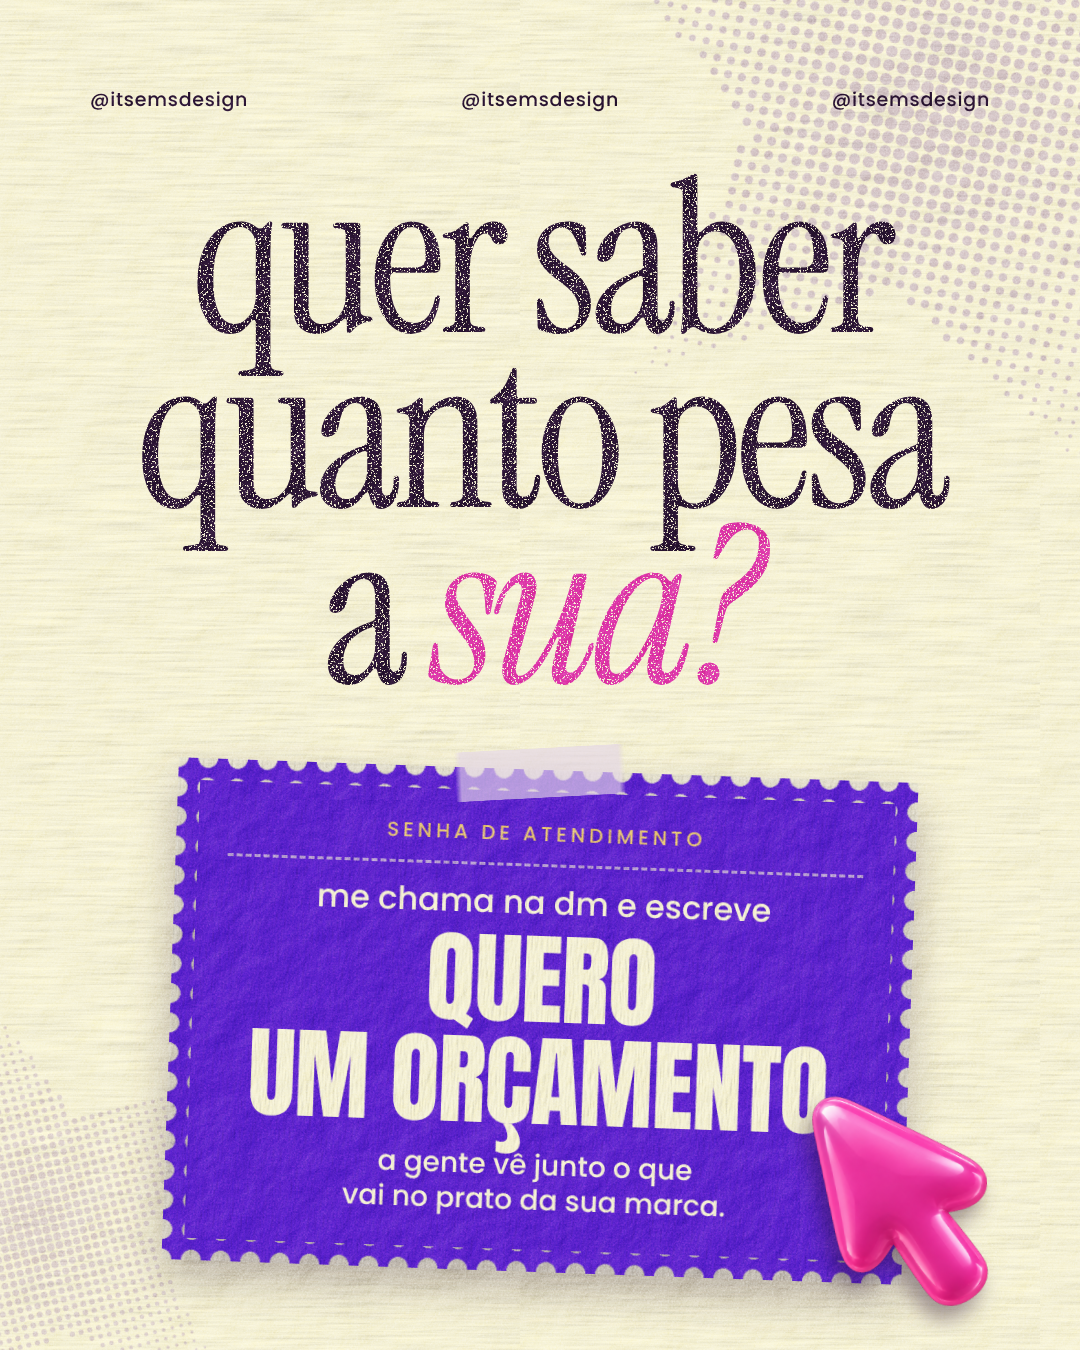 @itsemsdesign @itsemsdesign @itsemsdesign
quer saber
quanto pesa
a sua?
SENHA DE ATENDIMENTO
me chama na dm e escreve
QUERO
UM ORÇAMENTO
a gente vê junto o que
vai no prato da sua marca.